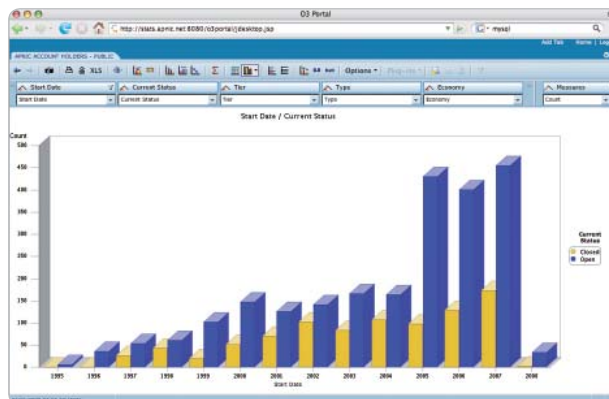 O3 Portal
http://stats.apnic.net:8080/o3portal/jdesktop.jsp
mysql
Add Tab Home | Log
APNIC ACCOUNT HOLDERS - PUBLIC
XLS Σ Options
Start Date Current Status Tier Type Economy Measures
Start Date Current Status Tier Type Economy Count
Start Date / Current Status
Count
500
450
400
350
300
250
200
150
100
50
0
Current
Status
Closed
Open
1995 1996 1997 1998 1999 2000 2001 2002 2003 2004 2005 2006 2007 2008
Start Date